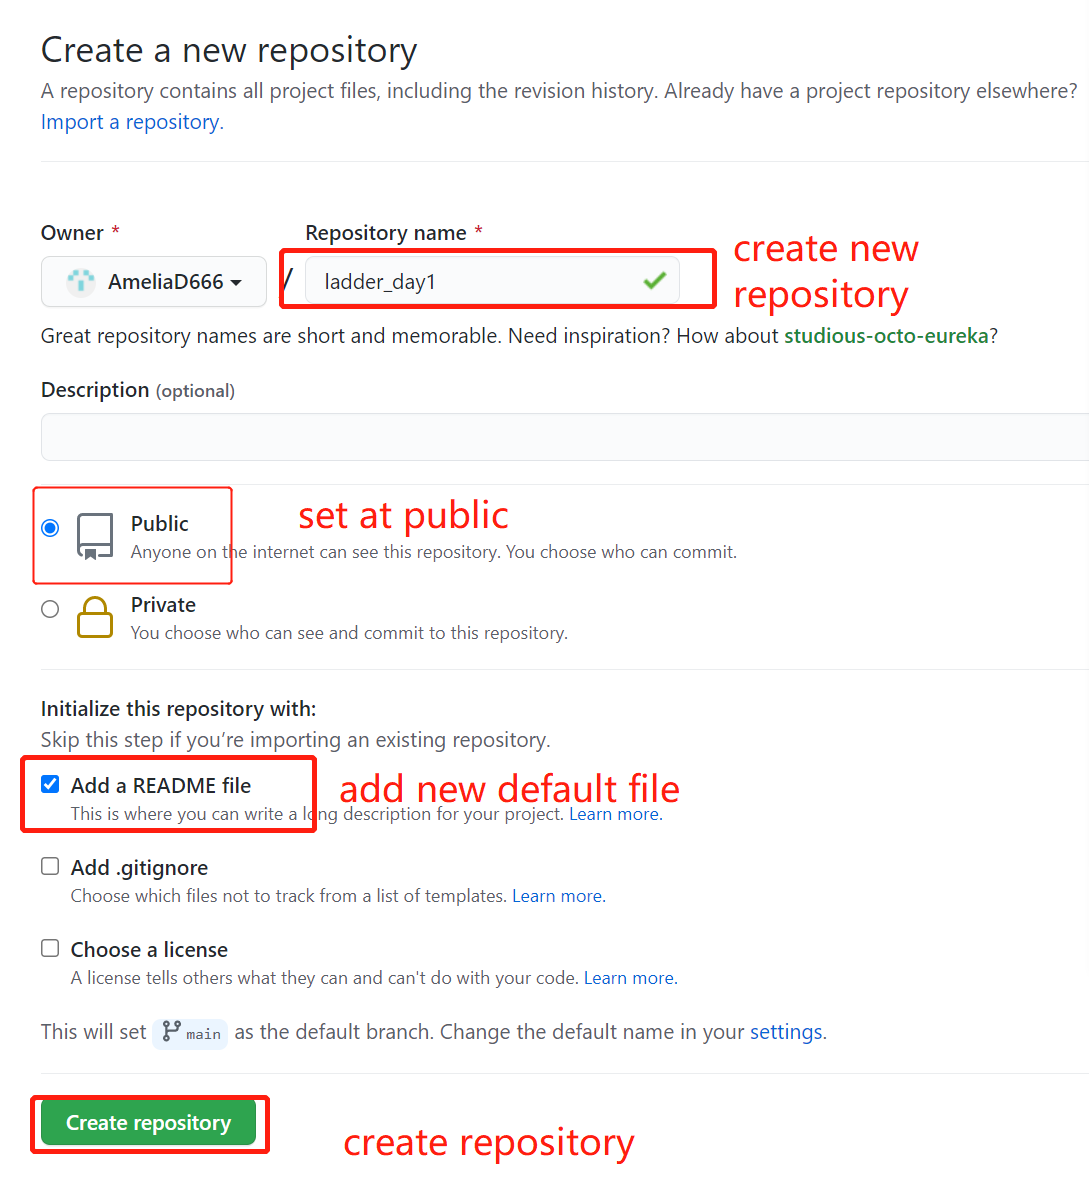 Create a new repository
A repository contains all project files, including the revision history. Already have a project repository elsewhere?
Import a repository.
Owner *
Repository name *
AmeliaD666
/
ladder_day1
create new
repository
Great repository names are short and memorable. Need inspiration? How about studious-octo-eureka?
Description (optional)
Public
set at public
Anyone on the internet can see this repository. You choose who can commit.
Private
You choose who can see and commit to this repository.
Initialize this repository with:
Skip this step if you’re importing an existing repository.
Add a README file
add new default file
This is where you can write a long description for your project. Learn more.
Add .gitignore
Choose which files not to track from a list of templates. Learn more.
Choose a license
A license tells others what they can and can't do with your code. Learn more.
This will set main as the default branch. Change the default name in your settings.
Create repository
create repository